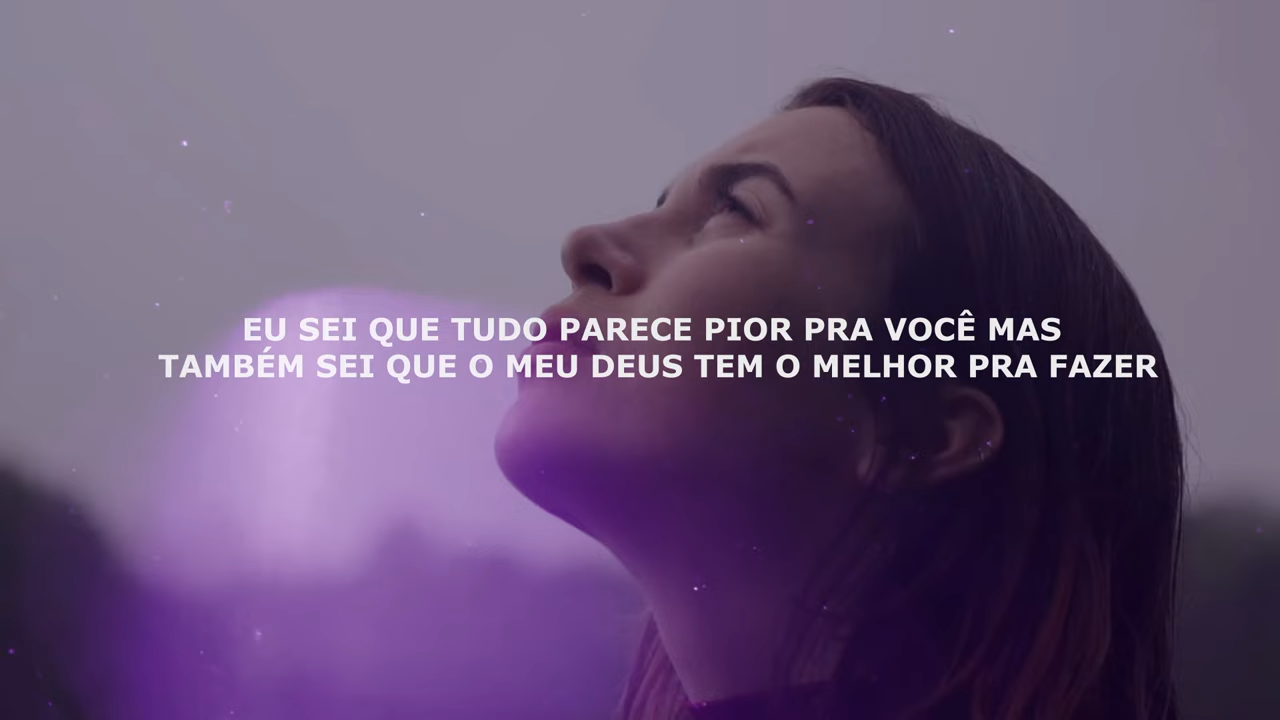 EU SEI QUE TUDO PARECE PIOR PRA VOCÊ MAS
TAMBÉM SEI QUE O MEU DEUS TEM O MELHOR PRA FAZER